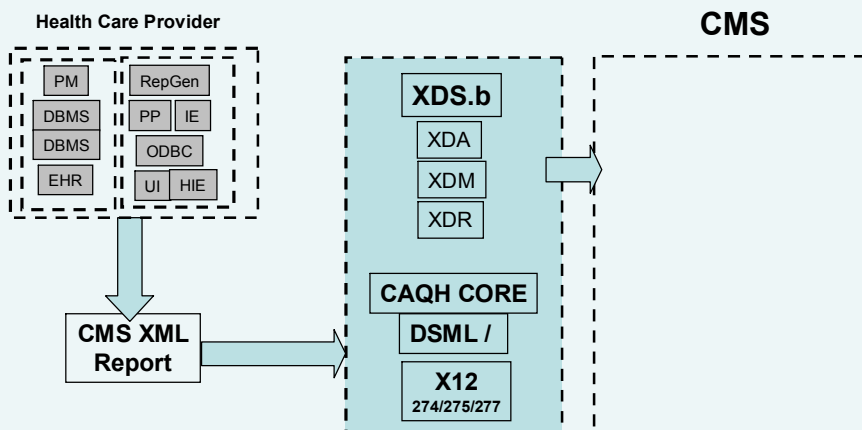 Health Care Provider
CMS
PM
DBMS
DBMS
EHR
RepGen
PP
IE
ODBC
UI
HIE
CMS XML
Report
XDS.b
XDA
XDM
XDR
CAQH CORE
DSML /
X12
274/275/277